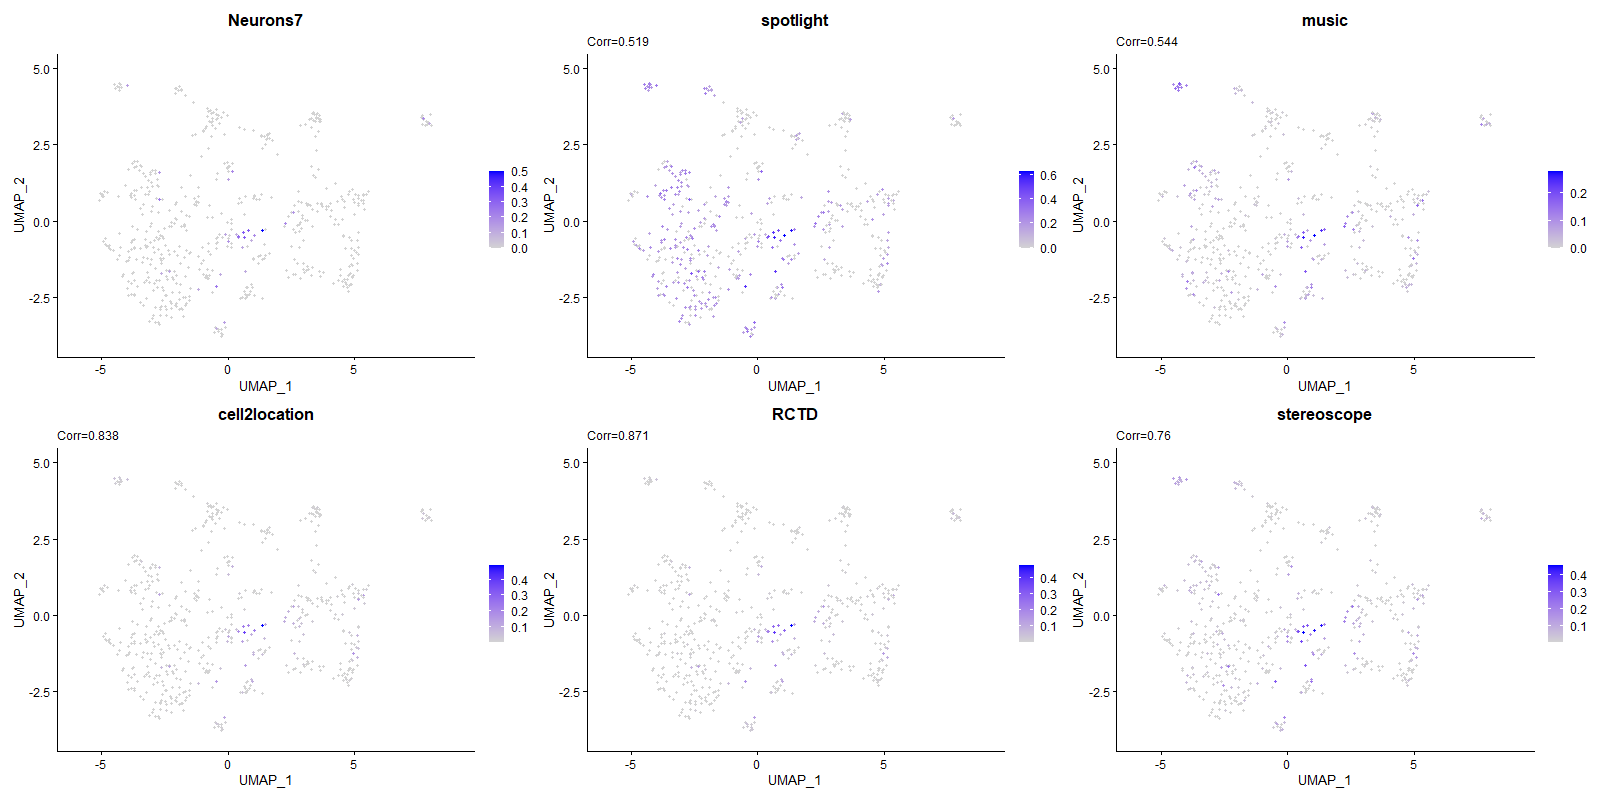 Neurons7
5.0
2.5
0.0
-2.5
UMAP_2
-5
0
5
UMAP_1
0.5
0.4
0.3
0.2
0.1
0.0
spotlight
Corr=0.519
5.0
2.5
0.0
-2.5
UMAP_2
-5
0
5
UMAP_1
0.6
0.4
0.2
0.0
music
Corr=0.544
5.0
2.5
0.0
-2.5
UMAP_2
-5
0
5
UMAP_1
0.2
0.1
0.0
cell2location
Corr=0.838
5.0
2.5
0.0
-2.5
UMAP_2
-5
0
5
UMAP_1
0.4
0.3
0.2
0.1
RCTD
Corr=0.871
5.0
2.5
0.0
-2.5
UMAP_2
-5
0
5
UMAP_1
0.4
0.3
0.2
0.1
stereoscope
Corr=0.76
5.0
2.5
0.0
-2.5
UMAP_2
-5
0
5
UMAP_1
0.4
0.3
0.2
0.1